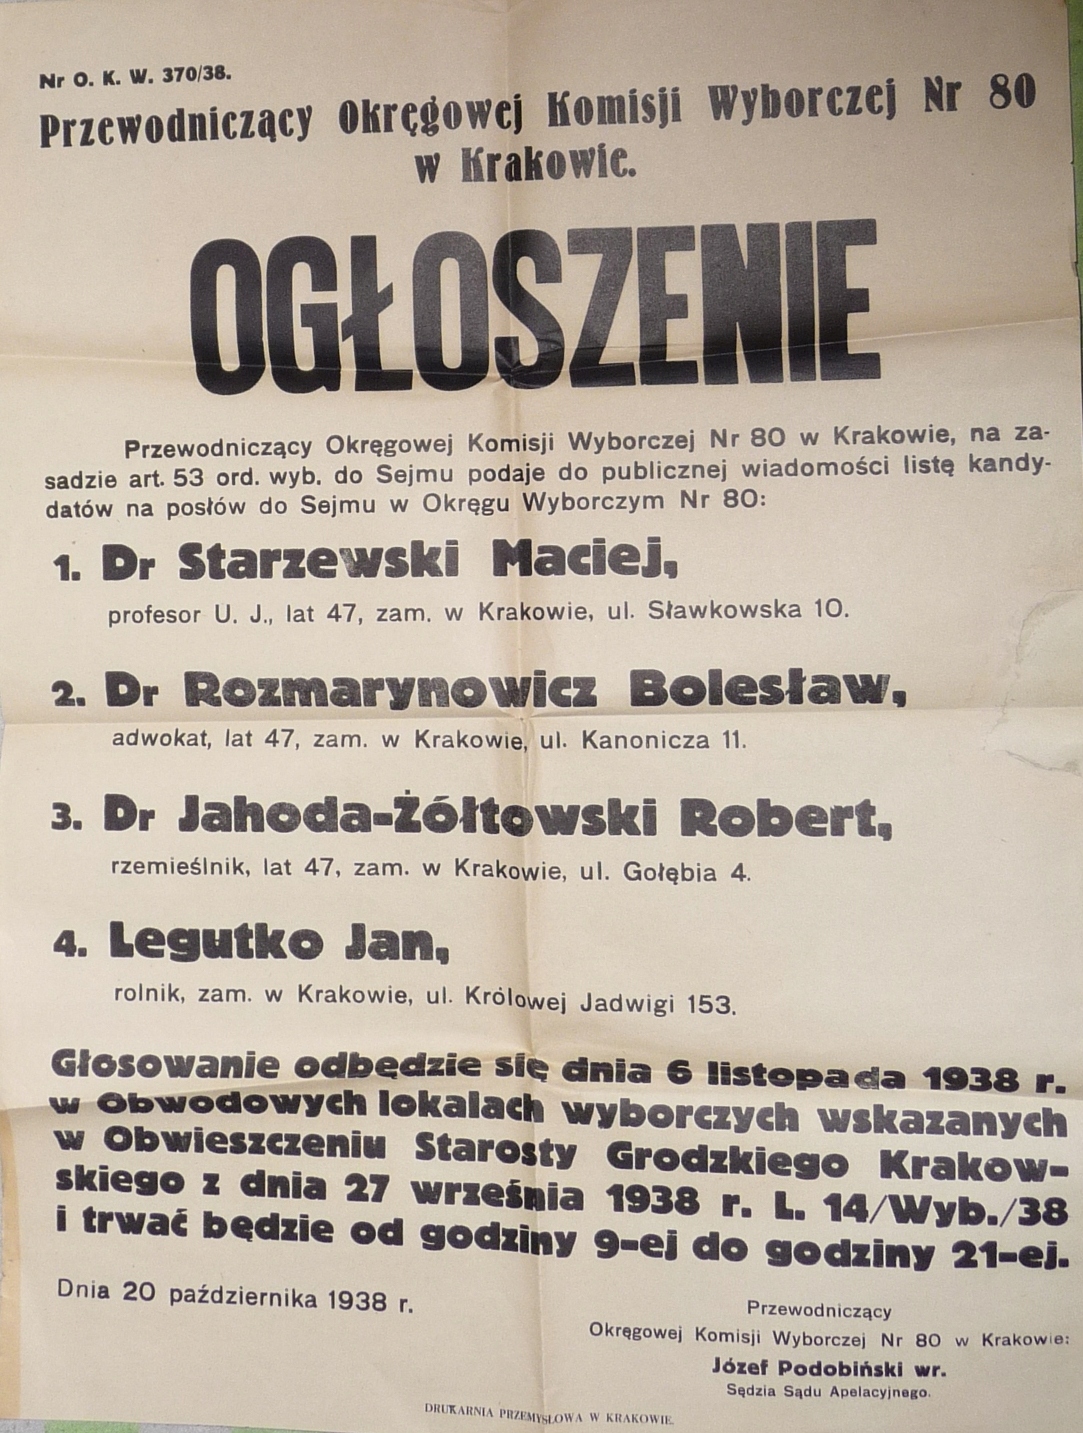 Nr O. K. W. 370/38.
Przewodniczący Okręgowej Komisji Wyborczej Nr 80
w Krakowie.
OGŁOSZENIE
Przewodniczący Okręgowej Komisji Wyborczej Nr 80 w Krakowie, na za-
sadzie art. 53 ord. wyb. do Sejmu podaje do publicznej wiadomości listę kandy-
datów na posłów do Sejmu w Okręgu Wyborczym Nr 80:
1. Dr Starzewski Maciej,
profesor U. J., lat 47, zam. w Krakowie, ul. Sławkowska 10.
2. Dr Rozmarynowicz Bolesław,
adwokat, lat 47, zam. w Krakowie, ul. Kanonicza 11.
3. Dr Jahoda-Żółtowski Robert,
rzemieślnik, lat 47, zam. w Krakowie, ul. Gołębia 4.
4. Legutko Jan,
rolnik, zam. w Krakowie, ul. Królowej Jadwigi 153.
Głosowanie odbędzie się dnia 6 listopada 1938 r.
w Obwodowych lokalach wyborczych wskazanych
w Obwieszczeniu Starosty Grodzkiego Krakow-
skiego z dnia 27 września 1938 r. L. 14/Wyb./38
i trwać będzie od godziny 9-ej do godziny 21-ej.
Dnia 20 października 1938 r.
Przewodniczący
Okręgowej Komisji Wyborczej Nr 80 w Krakowie:
Józef Podobiński wr.
Sędzia Sądu Apelacyjnego.
DRUKARNIA PRZEMYSŁOWA W KRAKOWIE.